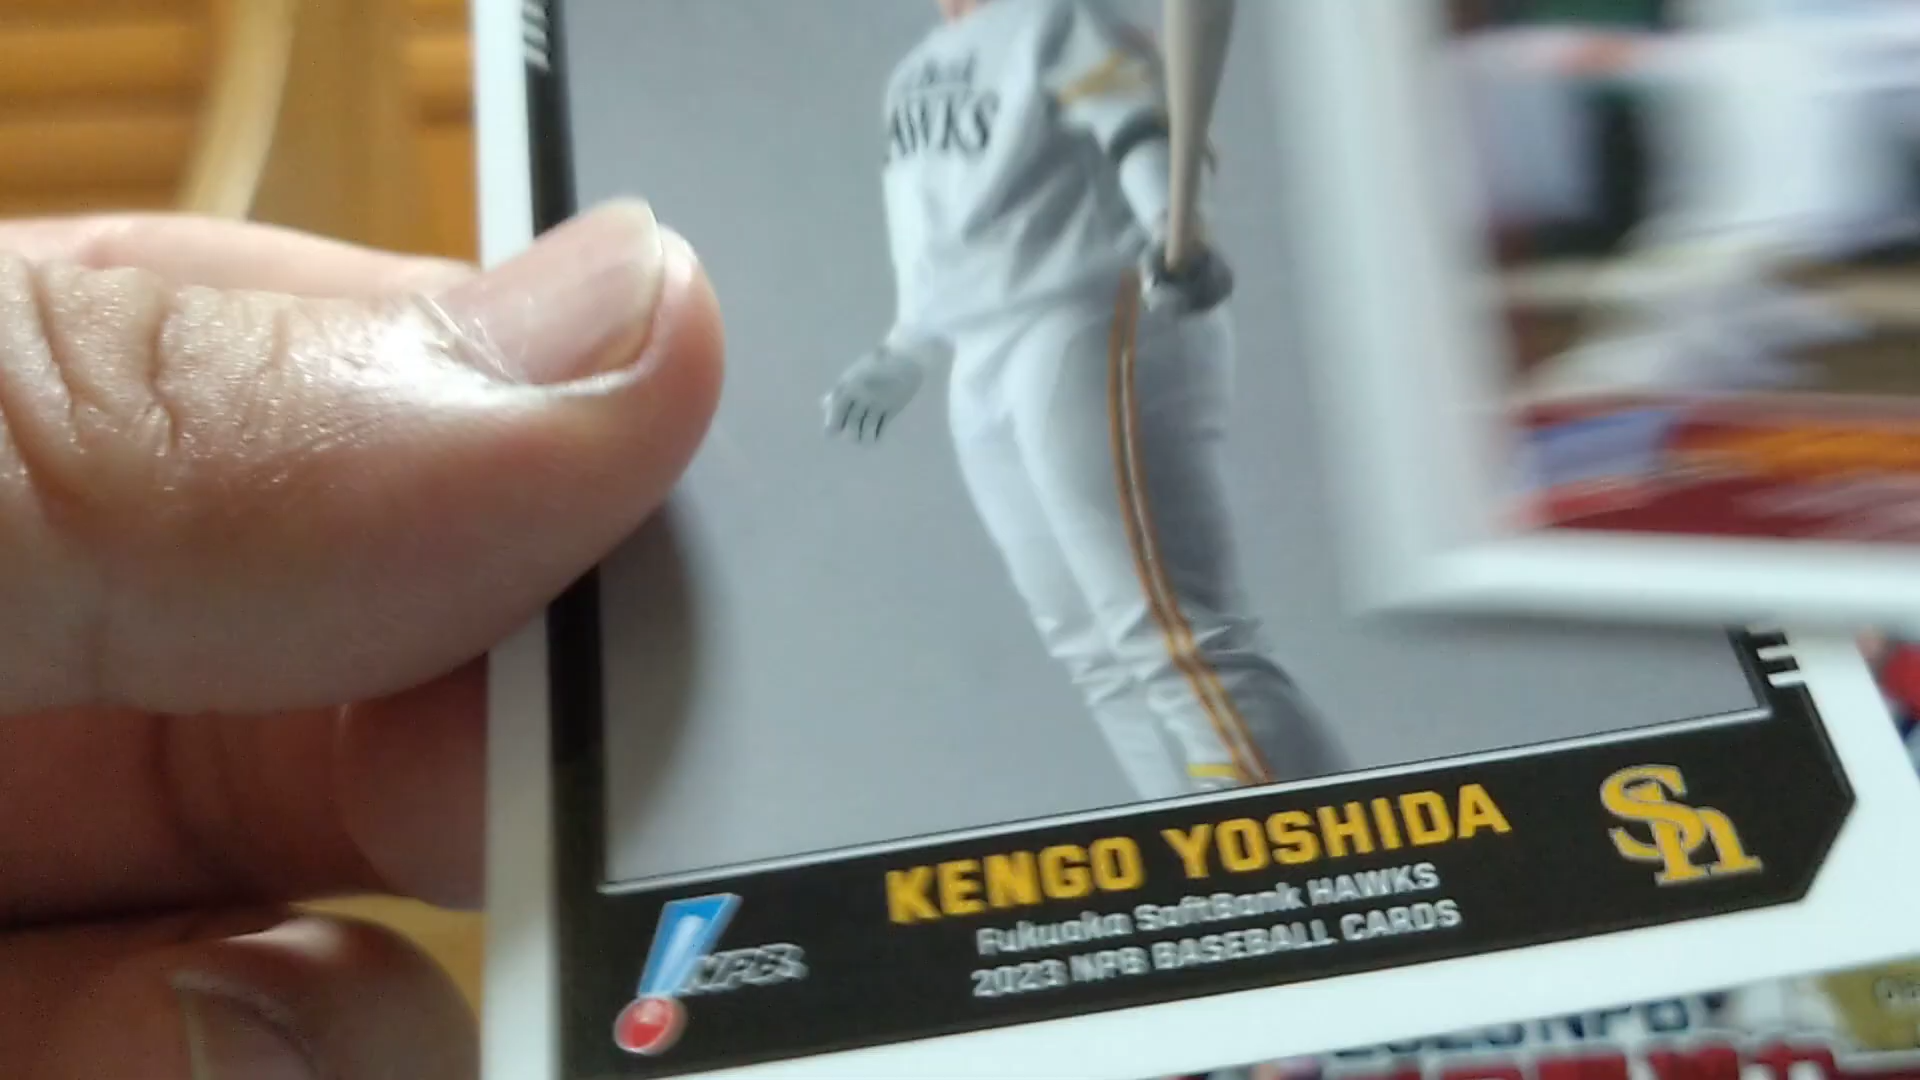 HAWKS
KENGO YOSHIDA
Sh
Fukuoka SoftBank HAWKS
2023 NPB BASEBALL CARDS
NPB